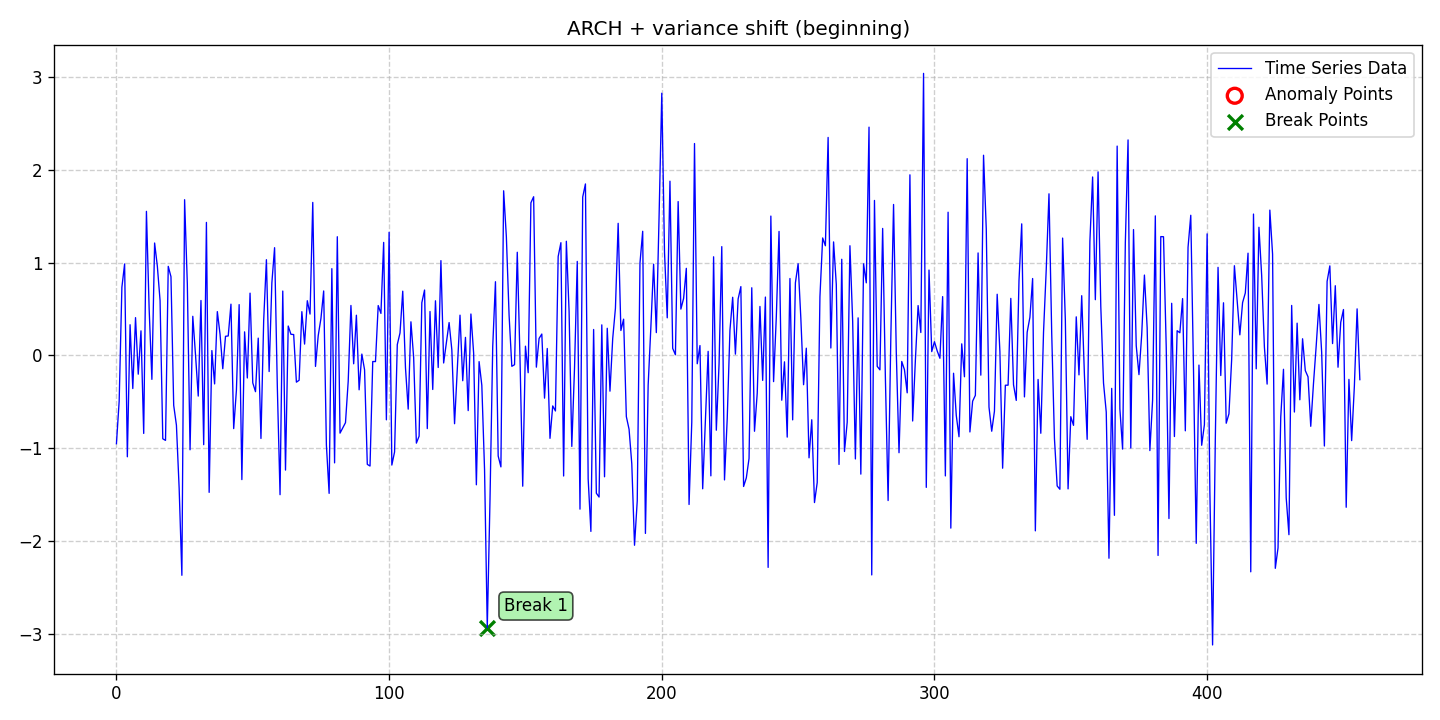 ARCH + variance shift (beginning)
Time Series Data
Anomaly Points
Break Points
Break 1
3
2
1
0
−1
−2
−3
0
100
200
300
400